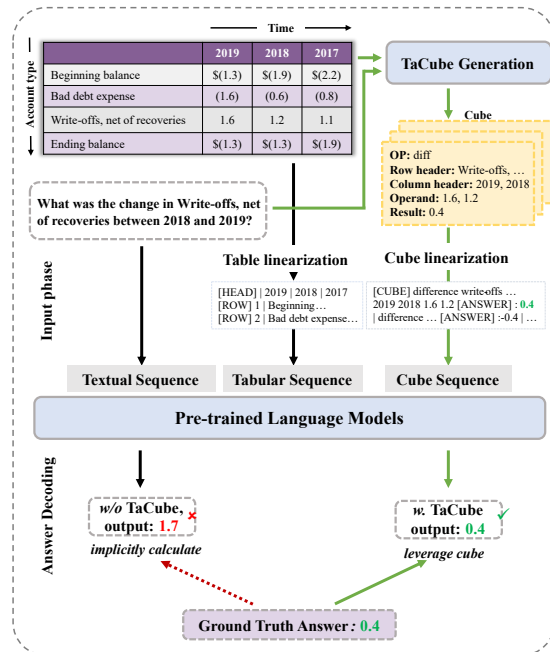 Time
Account type
2019 2018 2017
Beginning balance $(1.3) $(1.9) $(2.2)
Bad debt expense (1.6) (0.6) (0.8)
Write-offs, net of recoveries 1.6 1.2 1.1
Ending balance $(1.3) $(1.3) $(1.9)
TaCube Generation
Cube
OP: diff
Row header: Write-offs, …
Column header: 2019, 2018
Operand: 1.6, 1.2
Result: 0.4
What was the change in Write-offs, net
of recoveries between 2018 and 2019?
Input phase
Table linearization
[HEAD] | 2019 | 2018 | 2017
[ROW] 1 | Beginning…
[ROW] 2 | Bad debt expense…
Cube linearization
[CUBE] difference write-offs …
2019 2018 1.6 1.2 [ANSWER] : 0.4
| difference … [ANSWER] :-0.4 | …
Textual Sequence
Tabular Sequence
Cube Sequence
Pre-trained Language Models
Answer Decoding
w/o TaCube,
output: 1.7
implicitly calculate
w. TaCube
output: 0.4
leverage cube
Ground Truth Answer : 0.4